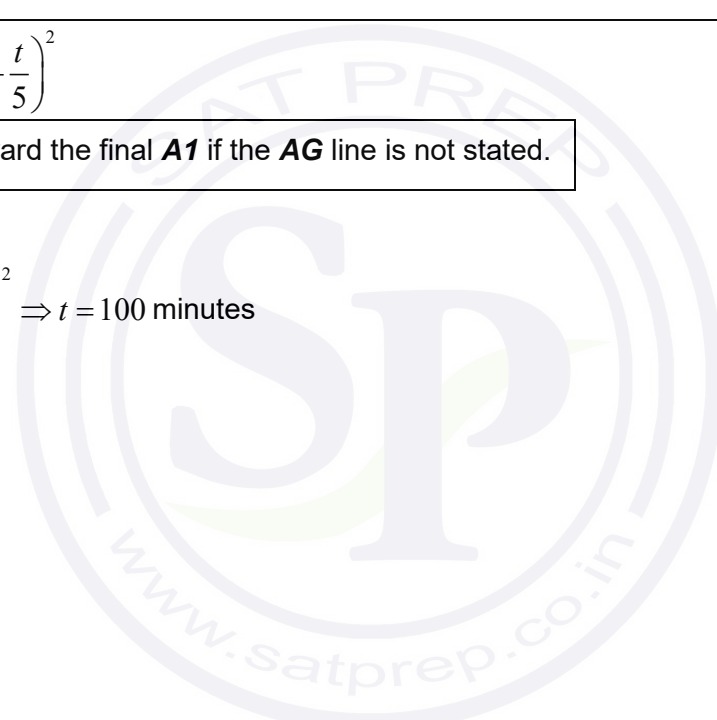 t/5)²
ard the final A1 if the AG line is not stated.
2
⇒ t = 100 minutes
SAT PREP
SP
www.satprep.co.in